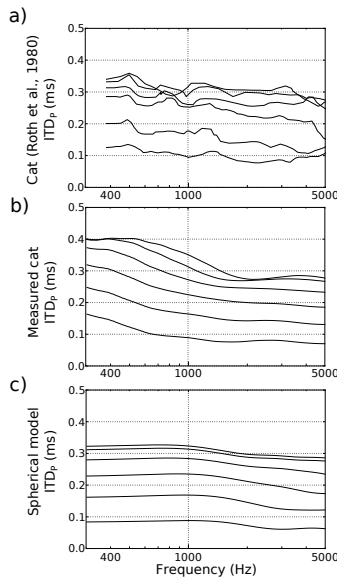 a)
Cat (Roth et al., 1980)
ITDP (ms)
0.5
0.4
0.3
0.2
0.1
0.0
400
1000
5000
b)
Measured cat
ITDP (ms)
0.5
0.4
0.3
0.2
0.1
0.0
400
1000
5000
c)
Spherical model
ITDP (ms)
0.5
0.4
0.3
0.2
0.1
0.0
400
1000
5000
Frequency (Hz)